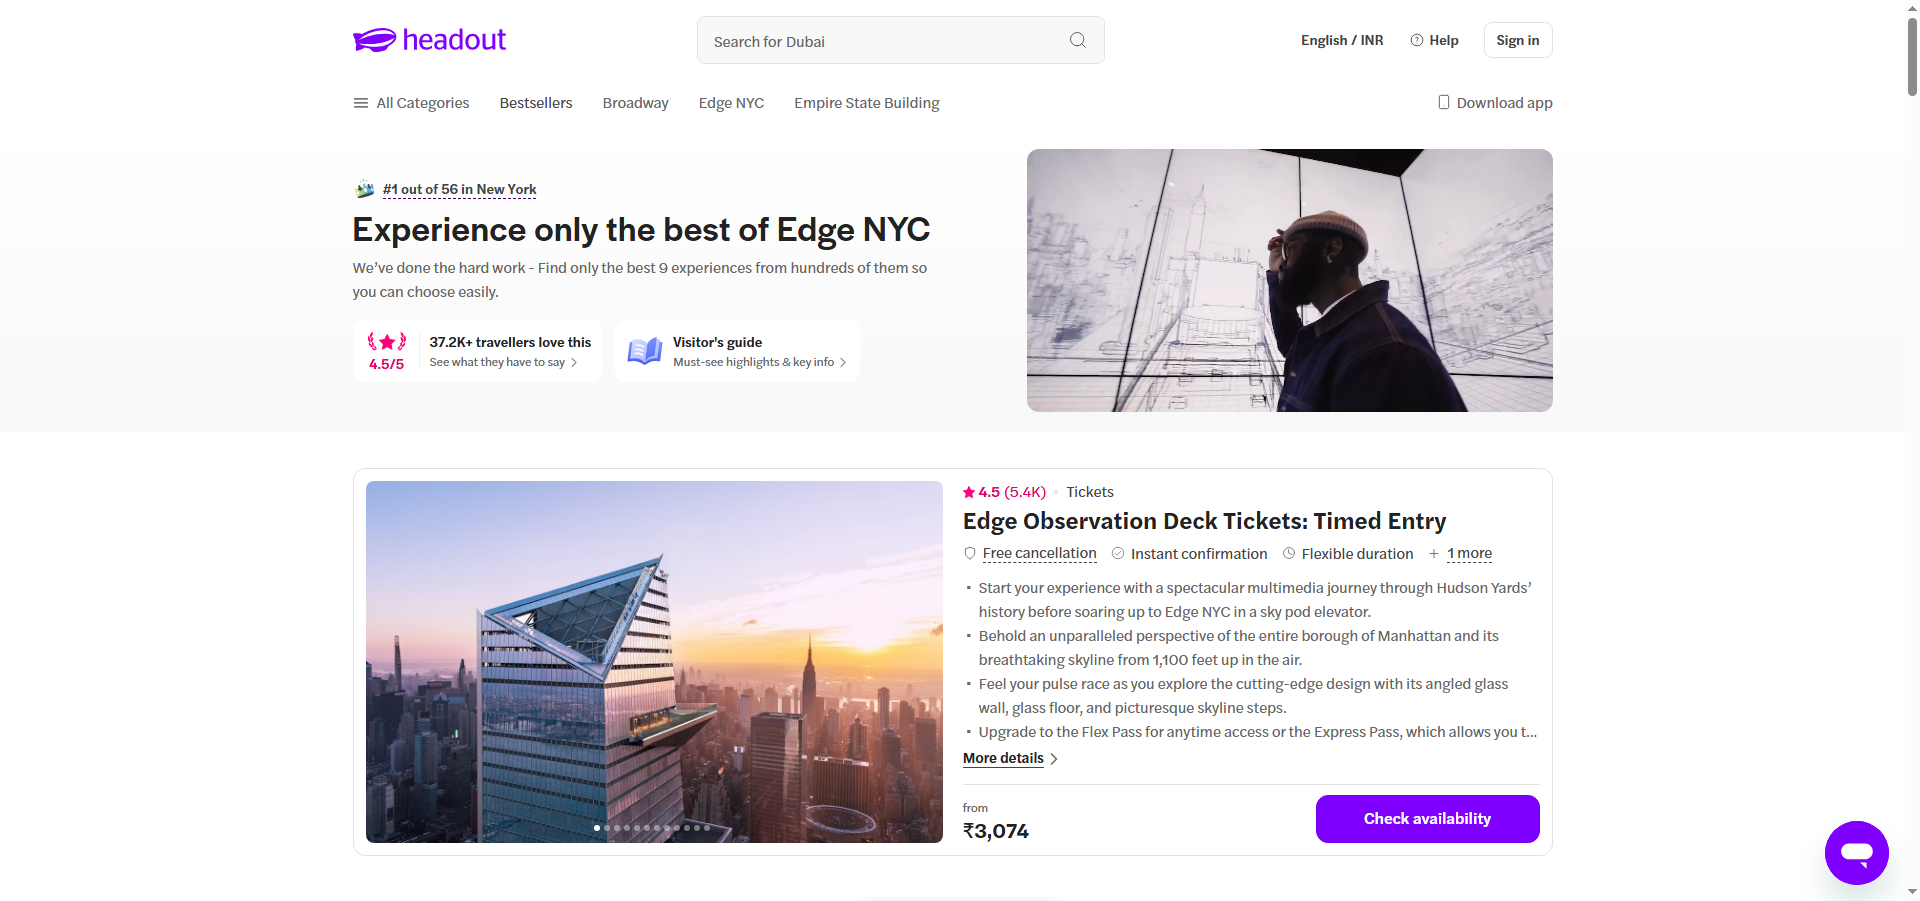 headout
Search for Dubai
English / INR
Help
Sign in
All Categories
Bestsellers
Broadway
Edge NYC
Empire State Building
Download app
#1 out of 56 in New York
Experience only the best of Edge NYC
We’ve done the hard work - Find only the best 9 experiences from hundreds of them so
you can choose easily.
4.5/5
37.2K+ travellers love this
See what they have to say
Visitor's guide
Must-see highlights & key info
4.5 (5.4K)
Tickets
Edge Observation Deck Tickets: Timed Entry
Free cancellation
Instant confirmation
Flexible duration
+ 1 more
· Start your experience with a spectacular multimedia journey through Hudson Yards’
history before soaring up to Edge NYC in a sky pod elevator.
· Behold an unparalleled perspective of the entire borough of Manhattan and its
breathtaking skyline from 1,100 feet up in the air.
· Feel your pulse race as you explore the cutting-edge design with its angled glass
wall, glass floor, and picturesque skyline steps.
· Upgrade to the Flex Pass for anytime access or the Express Pass, which allows you t...
More details
from
₹3,074
Check availability